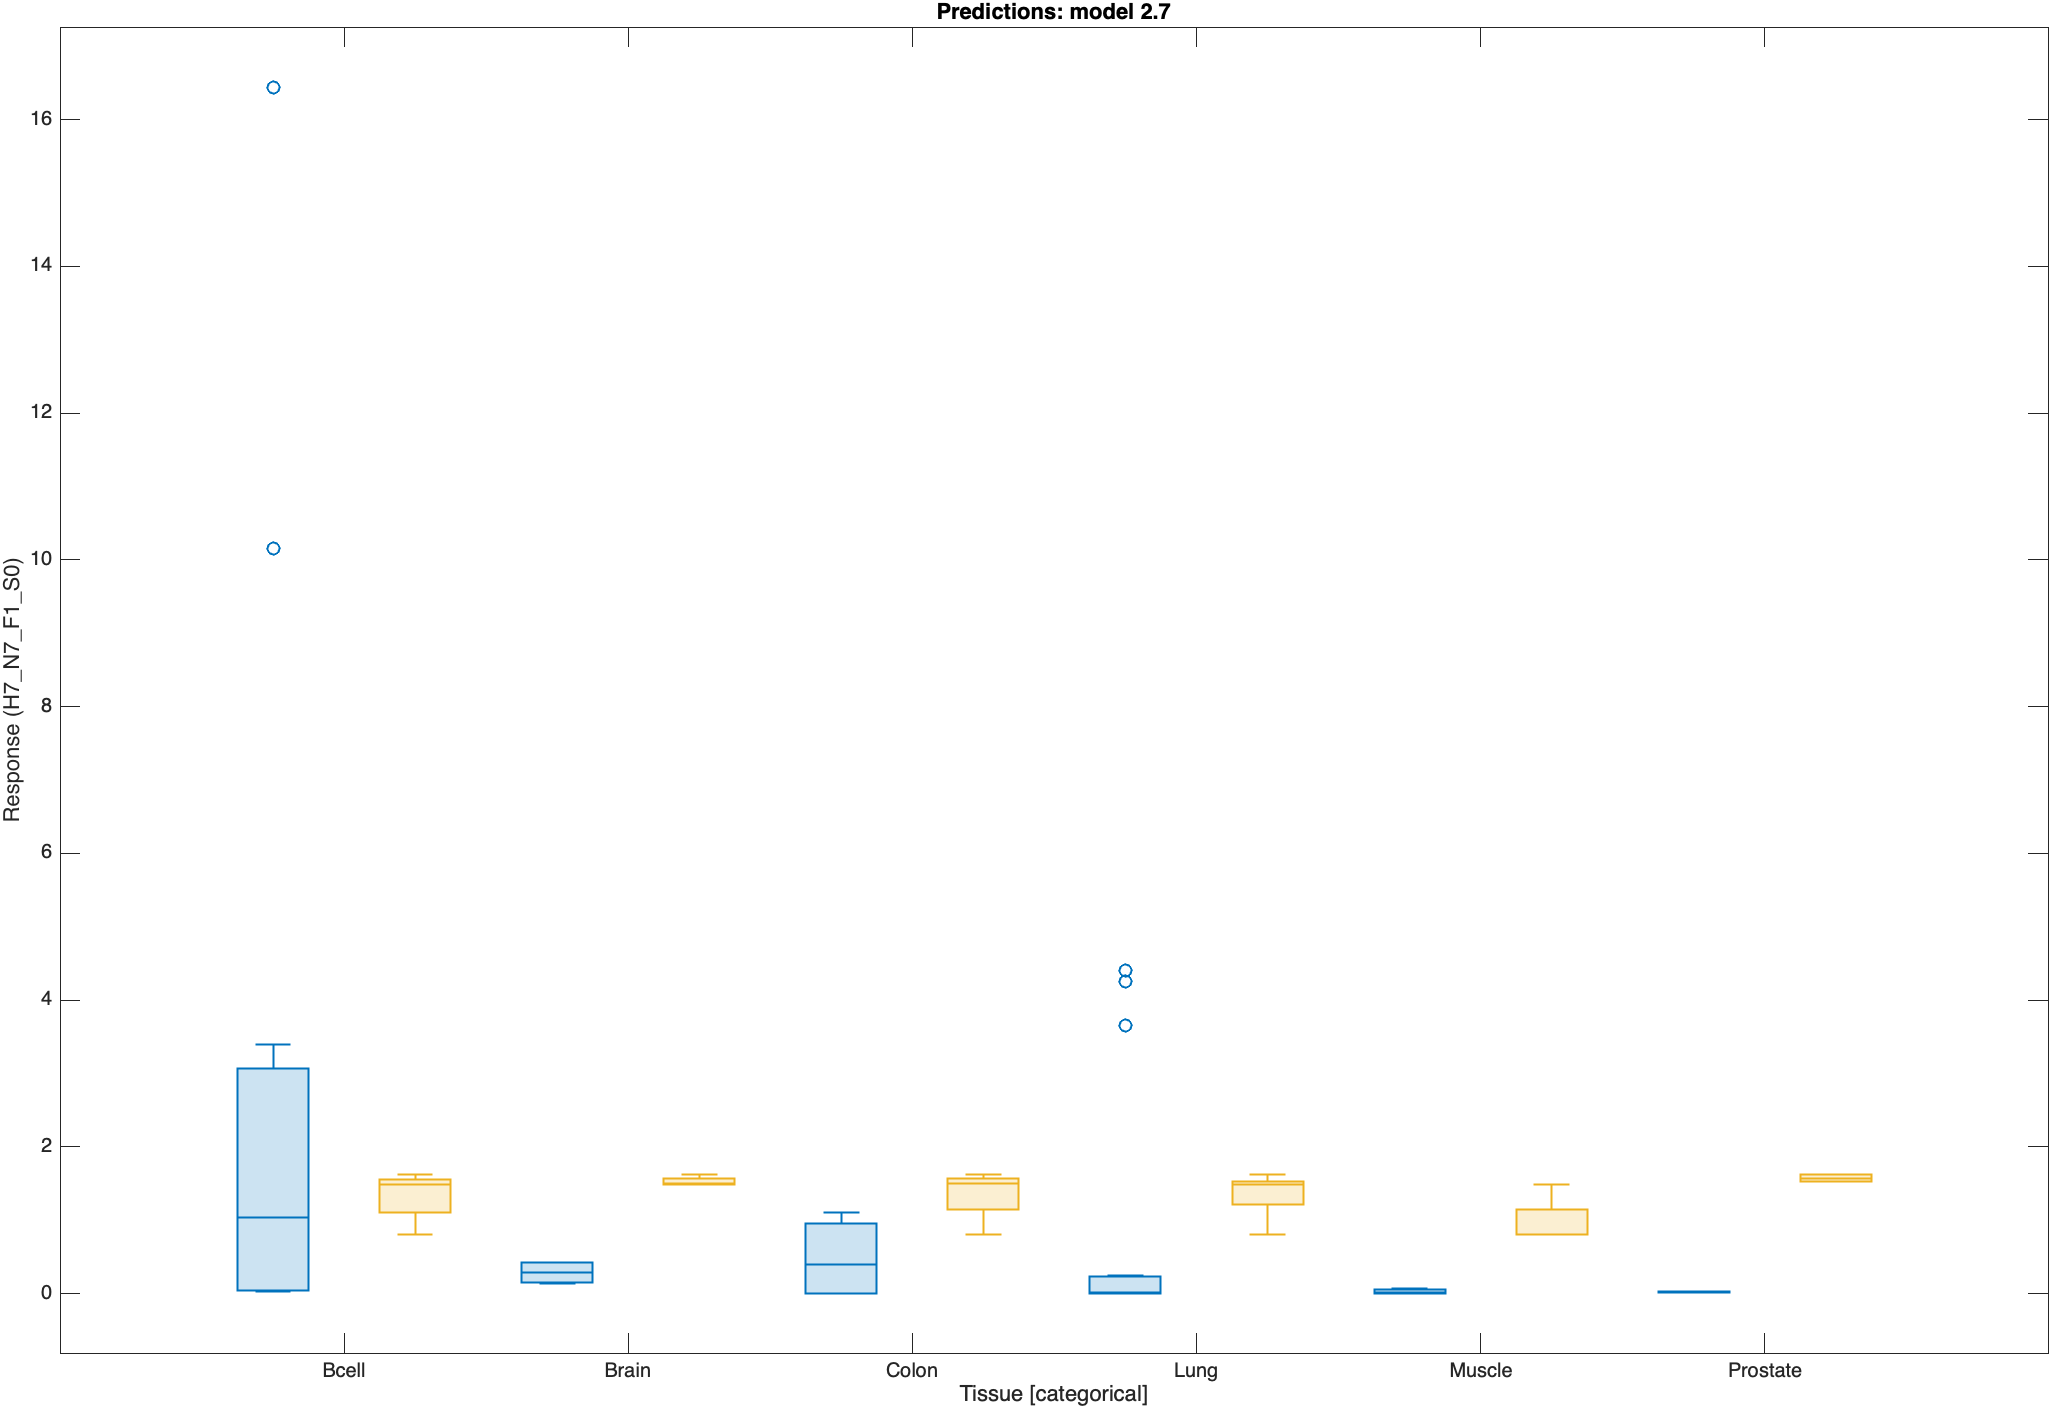 Predictions: model 2.7
Response (H7_N7_F1_S0)
16
14
12
10
8
6
4
2
0
Bcell Brain Colon Lung Muscle Prostate
Tissue [categorical]